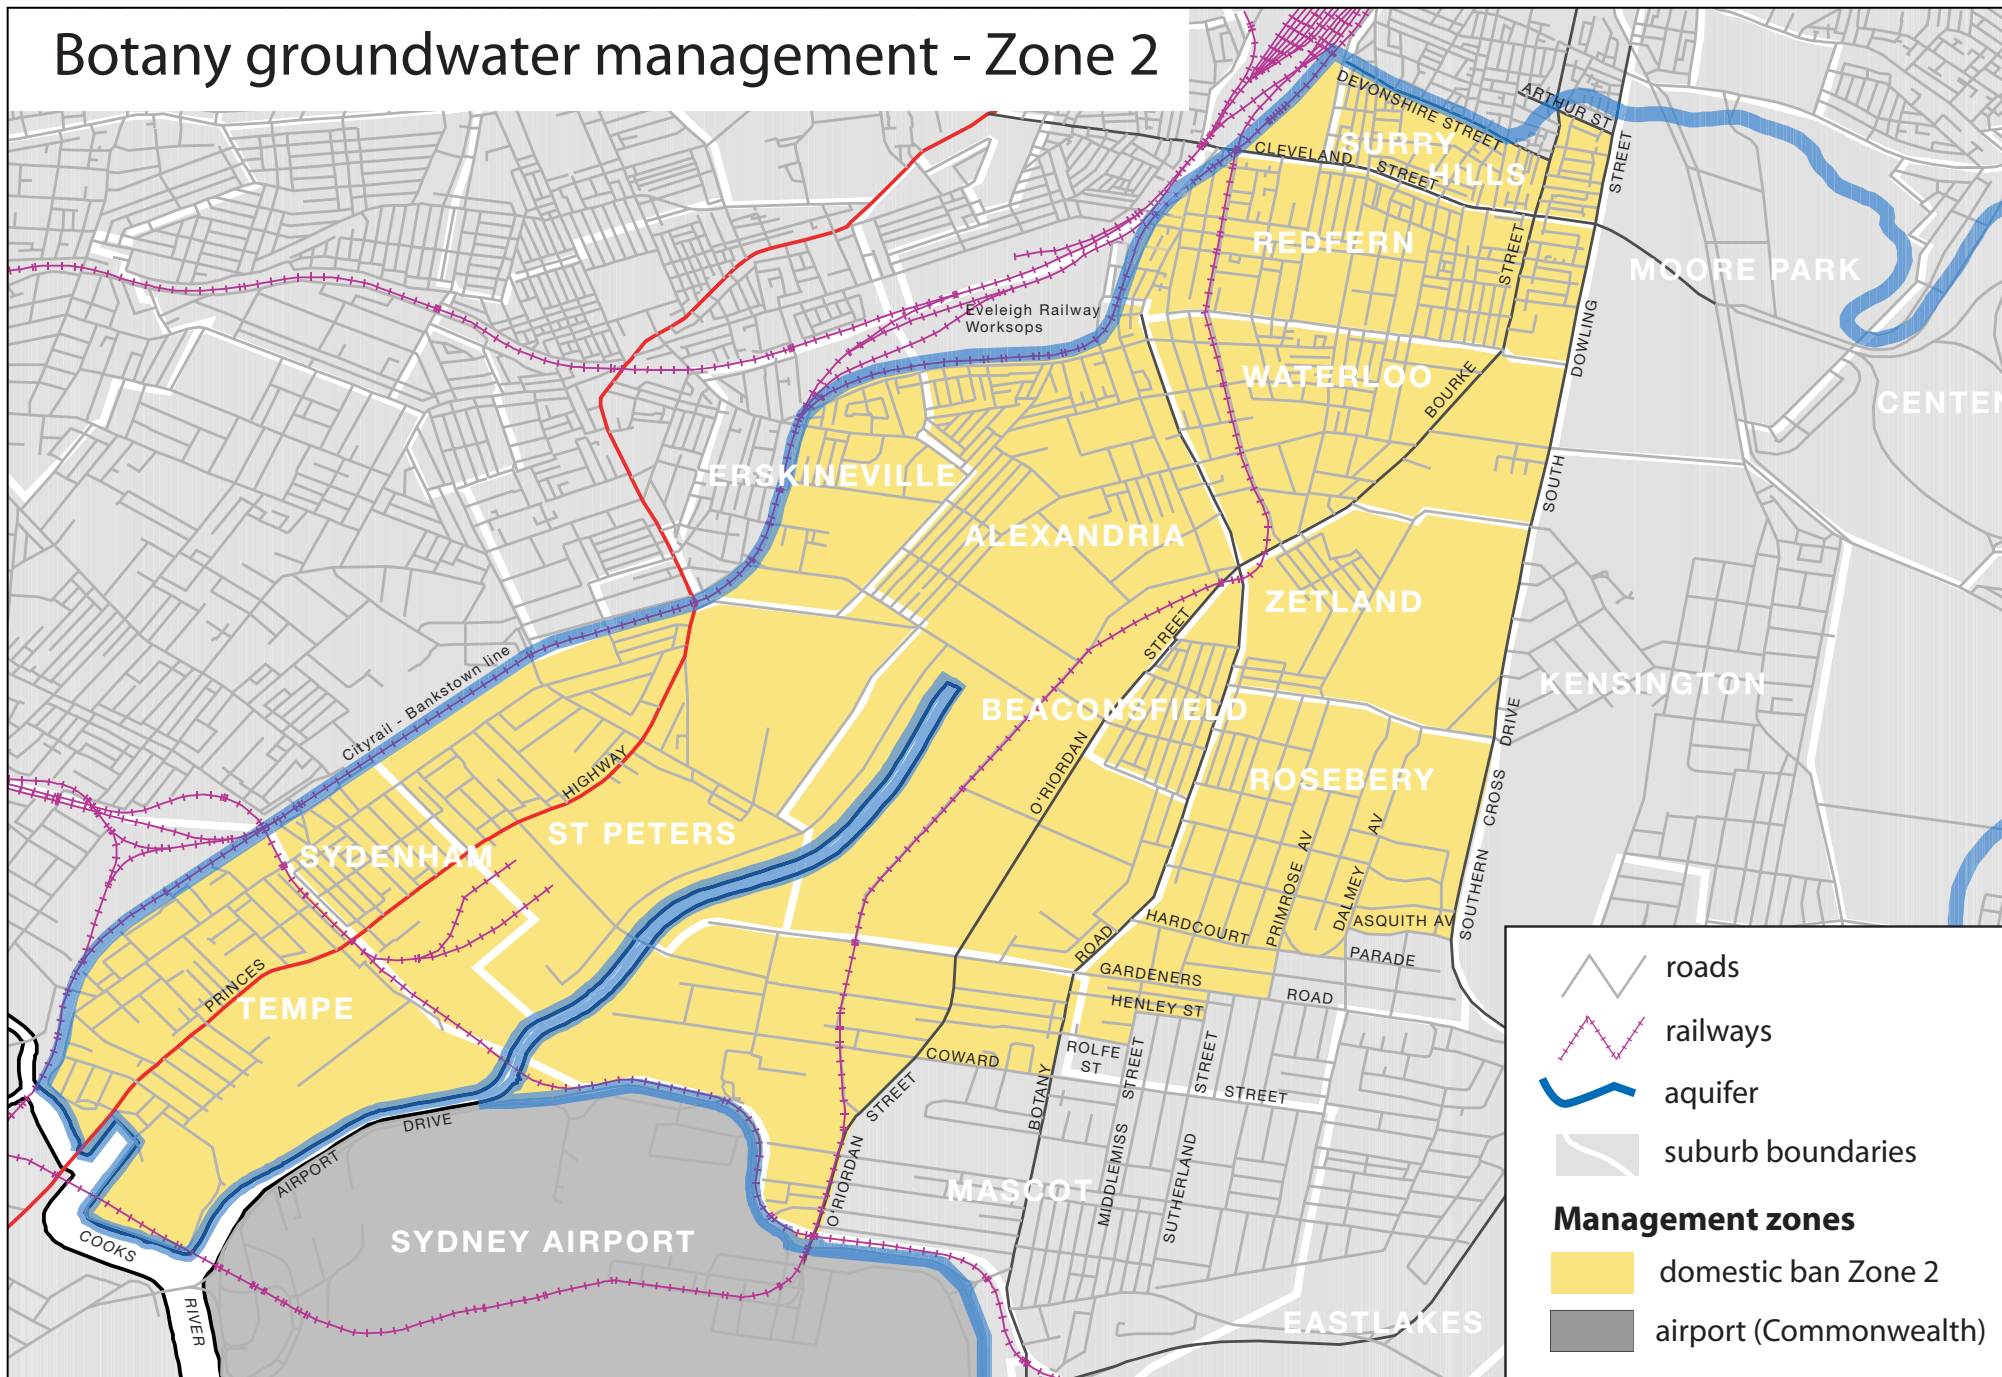 Botany groundwater management - Zone 2
DEVONSHIRE STREET
ARTHUR ST
SURRY
HILLS
CLEVELAND
STREET
STREET
REDFERN
STREET
MOORE PARK
Eveleigh Railway
Worksops
DOWLING
WATERLOO
BOURKE
CENTEN
ERSKINEVILLE
SOUTH
ALEXANDRIA
ZETLAND
STREET
Cityrail - Bankstown line
KENSINGTON
BEACONSFIELD
DRIVE
O'RIORDAN
HIGHWAY
ROSEBERY
CROSS
ST PETERS
AV
AV
SYDENHAM
PRIMROSE
DALMEY
SOUTHERN
HARDCOURT
ASQUITH AV
ROAD
PARADE
PRINCES
GARDENERS
ROAD
TEMPE
HENLEY ST
COWARD
ROLFE
ST
STREET
STREET
STREET
STREET
BOTANY
DRIVE
AIRPORT
O'RIORDAN
MASCOT
MIDDLEMISS
SUTHERLAND
COOKS
RIVER
SYDNEY AIRPORT
EASTLAKES
roads
railways
aquifer
suburb boundaries
Management zones
domestic ban Zone 2
airport (Commonwealth)